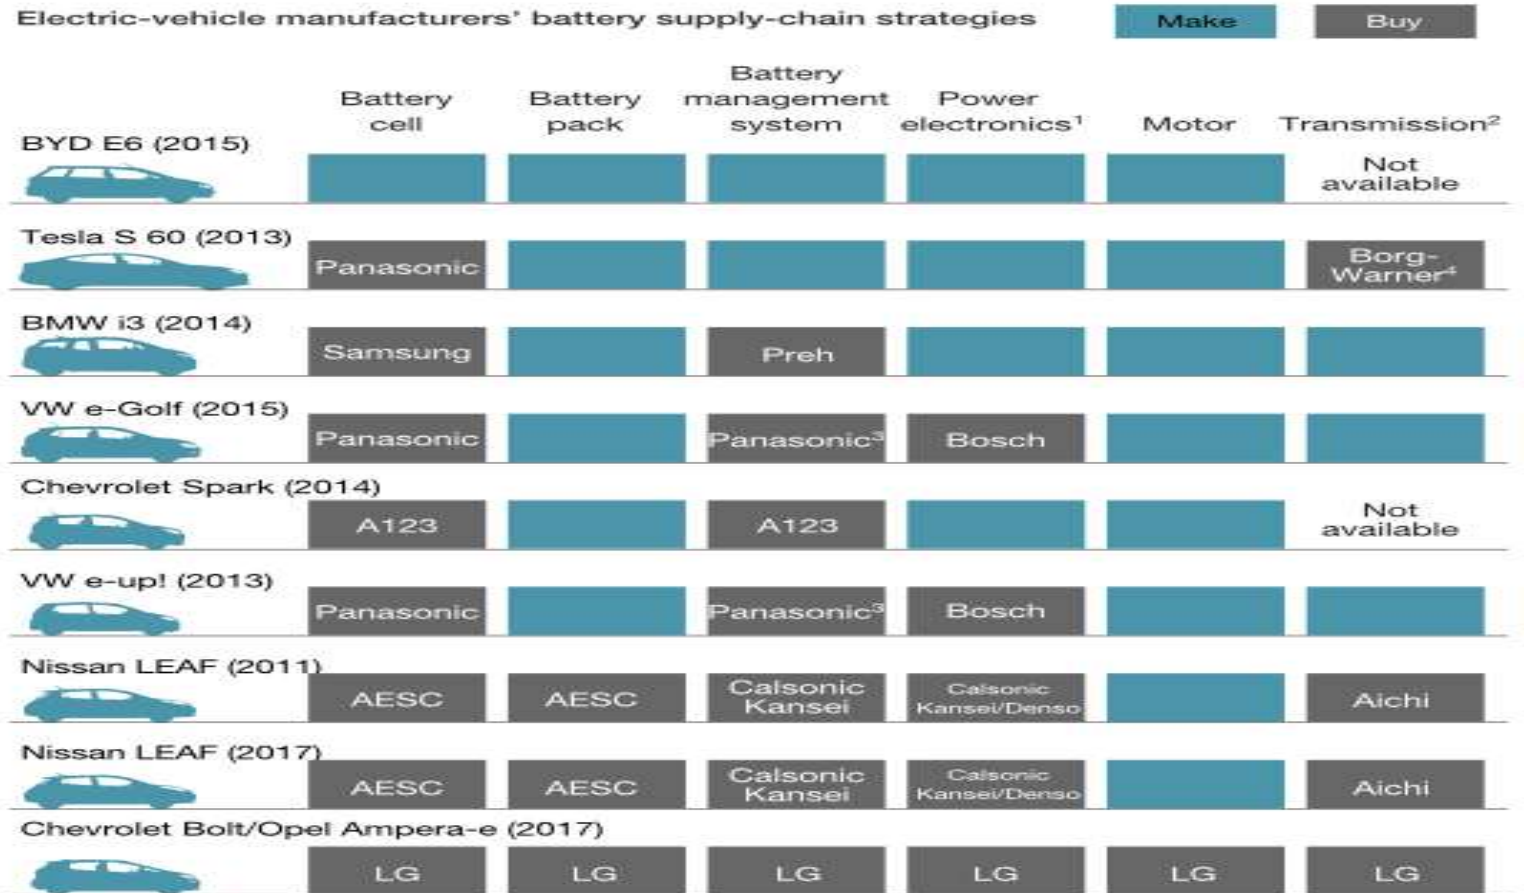 Electric-vehicle manufacturers' battery supply-chain strategies
Make
Buy
Battery
cell
Battery
pack
Battery
management
system
Power
electronics¹
Motor
Transmission²
BYD E6 (2015)
Not
available
Tesla S 60 (2013)
Panasonic
Borg-
Warner⁴
BMW i3 (2014)
Samsung
Preh
VW e-Golf (2015)
Panasonic
Panasonic³
Bosch
Chevrolet Spark (2014)
A123
A123
Not
available
VW e-up! (2013)
Panasonic
Panasonic³
Bosch
Nissan LEAF (2011)
AESC
AESC
Calsonic
Kansei
Calsonic
Kansei/Denso
Aichi
Nissan LEAF (2017)
AESC
AESC
Calsonic
Kansei
Calsonic
Kansei/Denso
Aichi
Chevrolet Bolt/Opel Ampera-e (2017)
LG
LG
LG
LG
LG
LG